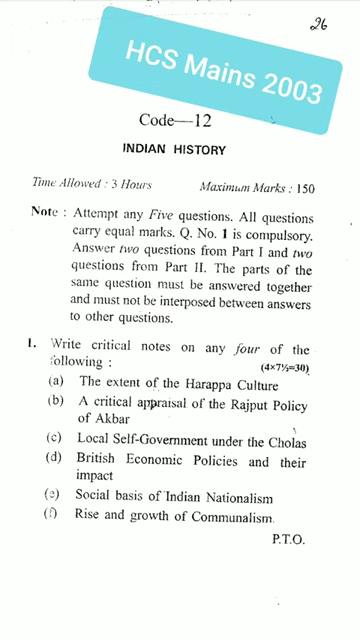 26
HCS Mains 2003
Code—12
INDIAN HISTORY
Time Allowed : 3 Hours Maximum Marks : 150
Note : Attempt any Five questions. All questions
carry equal marks. Q. No. 1 is compulsory.
Answer two questions from Part I and two
questions from Part II. The parts of the
same question must be answered together
and must not be interposed between answers
to other questions.
1. Write critical notes on any four of the
following : (4×7½=30)
(a) The extent of the Harappa Culture
(b) A critical appraisal of the Rajput Policy
of Akbar
(c) Local Self-Government under the Cholas
(d) British Economic Policies and their
impact
(e) Social basis of Indian Nationalism
(f) Rise and growth of Communalism.
P.T.O.